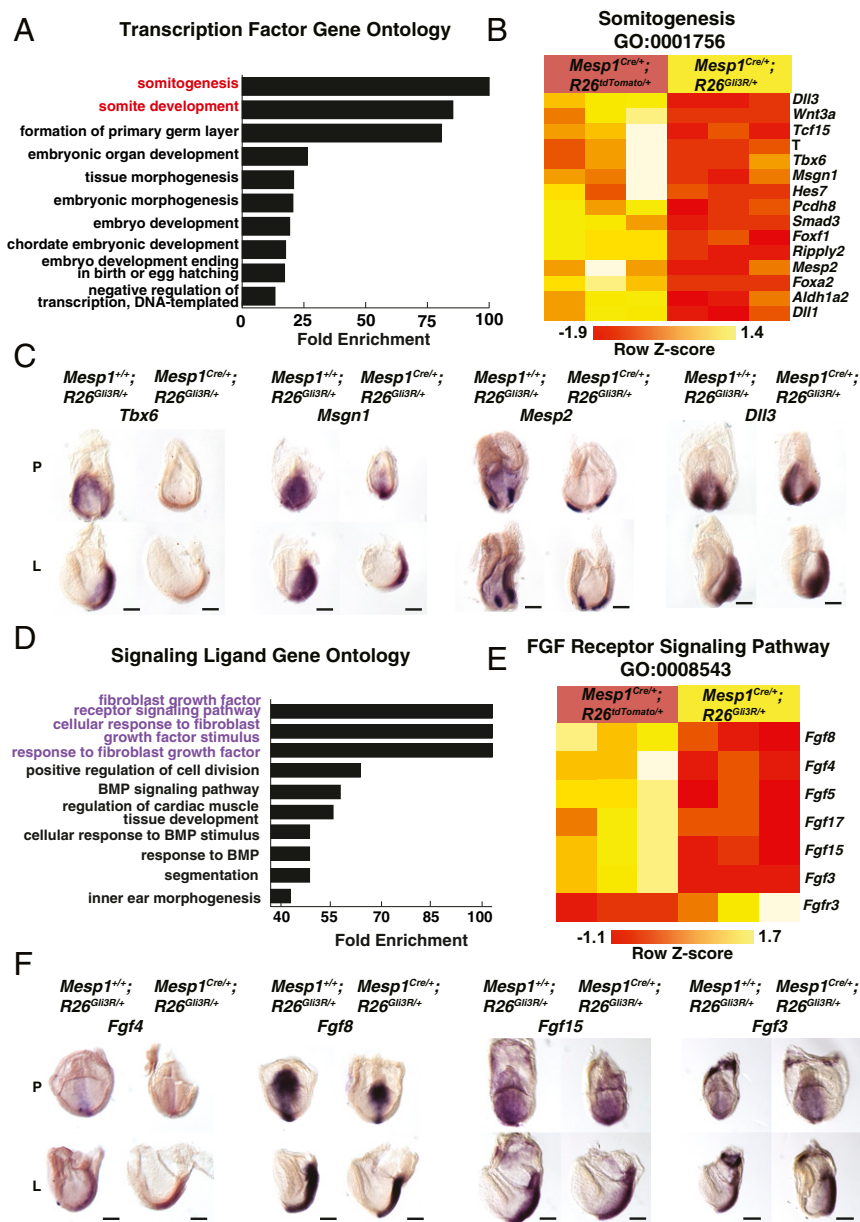 A
Transcription Factor Gene Ontology
somitogenesis
somite development
formation of primary germ layer
embryonic organ development
tissue morphogenesis
embryonic morphogenesis
embryo development
chordate embryonic development
embryo development ending
in birth or egg hatching
negative regulation of
transcription, DNA-templated
0 25 50 75 100
Fold Enrichment
B
Somitogenesis
GO:0001756
Mesp1Cre/+; Mesp1Cre/+;
R26tdTomato/+ R26Gli3R/+
Dll3
Wnt3a
Tcf15
T
Tbx6
Msgn1
Hes7
Pcdh8
Smad3
Foxf1
Ripply2
Mesp2
Foxa2
Aldh1a2
Dll1
-1.9 1.4
Row Z-score
C
Mesp1+/+; Mesp1Cre/+; Mesp1+/+; Mesp1Cre/+; Mesp1+/+; Mesp1Cre/+; Mesp1+/+; Mesp1Cre/+;
R26Gli3R/+ R26Gli3R/+ R26Gli3R/+ R26Gli3R/+ R26Gli3R/+ R26Gli3R/+ R26Gli3R/+ R26Gli3R/+
Tbx6 Msgn1 Mesp2 Dll3
P
L
D
Signaling Ligand Gene Ontology
fibroblast growth factor
receptor signaling pathway
cellular response to fibroblast
growth factor stimulus
response to fibroblast growth factor
positive regulation of cell division
BMP signaling pathway
regulation of cardiac muscle
tissue development
cellular response to BMP stimulus
response to BMP
segmentation
inner ear morphogenesis
40 55 70 85 100
Fold Enrichment
E
FGF Receptor Signaling Pathway
GO:0008543
Mesp1Cre/+; Mesp1Cre/+;
R26tdTomato/+ R26Gli3R/+
Fgf8
Fgf4
Fgf5
Fgf17
Fgf15
Fgf3
Fgfr3
-1.1 1.7
Row Z-score
F
Mesp1+/+; Mesp1Cre/+; Mesp1+/+; Mesp1Cre/+; Mesp1+/+; Mesp1Cre/+; Mesp1+/+; Mesp1Cre/+;
R26Gli3R/+ R26Gli3R/+ R26Gli3R/+ R26Gli3R/+ R26Gli3R/+ R26Gli3R/+ R26Gli3R/+ R26Gli3R/+
Fgf4 Fgf8 Fgf15 Fgf3
P
L